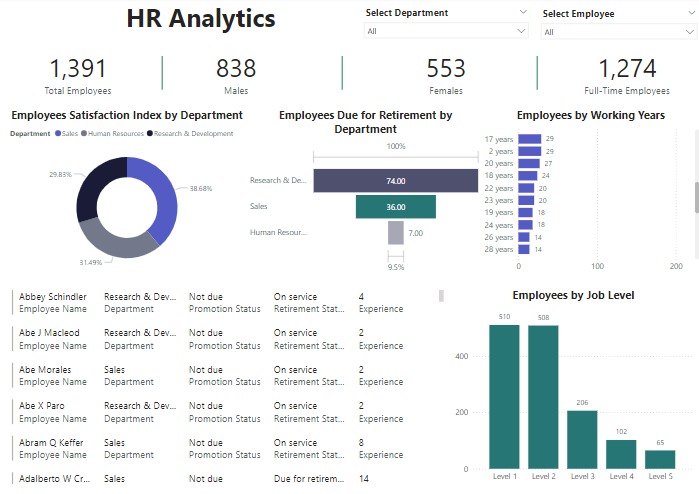 HR Analytics
Select Department
All
Select Employee
All
1,391
Total Employees
838
Males
553
Females
1,274
Full-Time Employees
Employees Satisfaction Index by Department
Department Sales Human Resources Research & Development
29.83%
38.68%
31.49%
Employees Due for Retirement by
Department
100%
Research & De... 74.00
Sales 36.00
Human Resour... 7.00
9.5%
Employees by Working Years
17 years 29
2 years 29
20 years 27
18 years 24
22 years 20
23 years 20
19 years 18
24 years 18
26 years 14
28 years 14
0 100 200
Abbey Schindler Research & Dev... Not due On service 4
Employee Name Department Promotion Status Retirement Stat... Experience
Abe J Macleod Research & Dev... Not due On service 2
Employee Name Department Promotion Status Retirement Stat... Experience
Abe Morales Sales Not due On service 2
Employee Name Department Promotion Status Retirement Stat... Experience
Abe X Paro Research & Dev... Not due On service 2
Employee Name Department Promotion Status Retirement Stat... Experience
Abram Q Keffer Sales Not due On service 8
Employee Name Department Promotion Status Retirement Stat... Experience
Adalberto W Cr... Sales Not due Due for retirem... 14
Employees by Job Level
510
508
400
206
200
102
65
0
Level 1 Level 2 Level 3 Level 4 Level 5